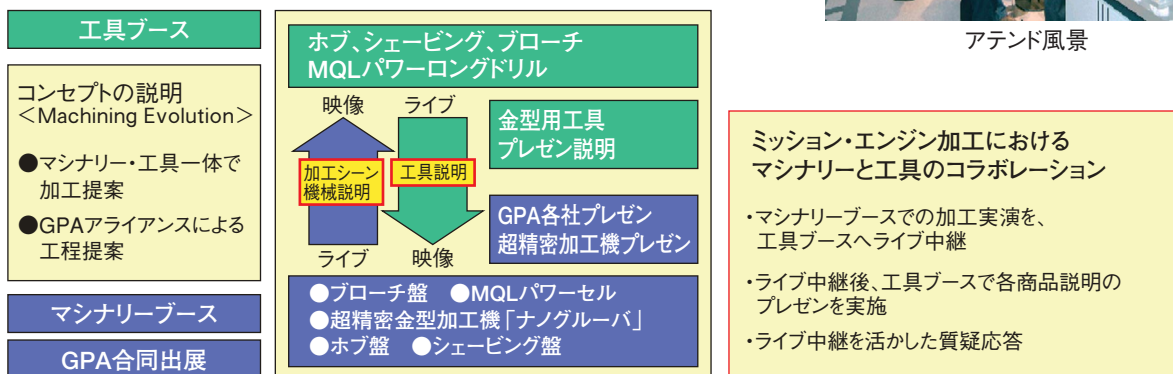 工具ブース
コンセプトの説明
<Machining Evolution>
●マシナリー・工具一体で
加工提案
●GPAアライアンスによる
工程提案
マシナリーブース
GPA合同出展
ホブ、シェービング、ブローチ
MQLパワーロングドリル
映像
ライブ
加工シーン
機械説明
工具説明
ライブ
映像
金型用工具
プレゼン説明
GPA各社プレゼン
超精密加工機プレゼン
●ブローチ盤 ●MQLパワーセル
●超精密金型加工機「ナノグルーバ」
●ホブ盤 ●シェービング盤
アテンド風景
ミッション・エンジン加工における
マシナリーと工具のコラボレーション
・マシナリーブースでの加工実演を、
工具ブースへライブ中継
・ライブ中継後、工具ブースで各商品説明の
プレゼンを実施
・ライブ中継を活かした質疑応答